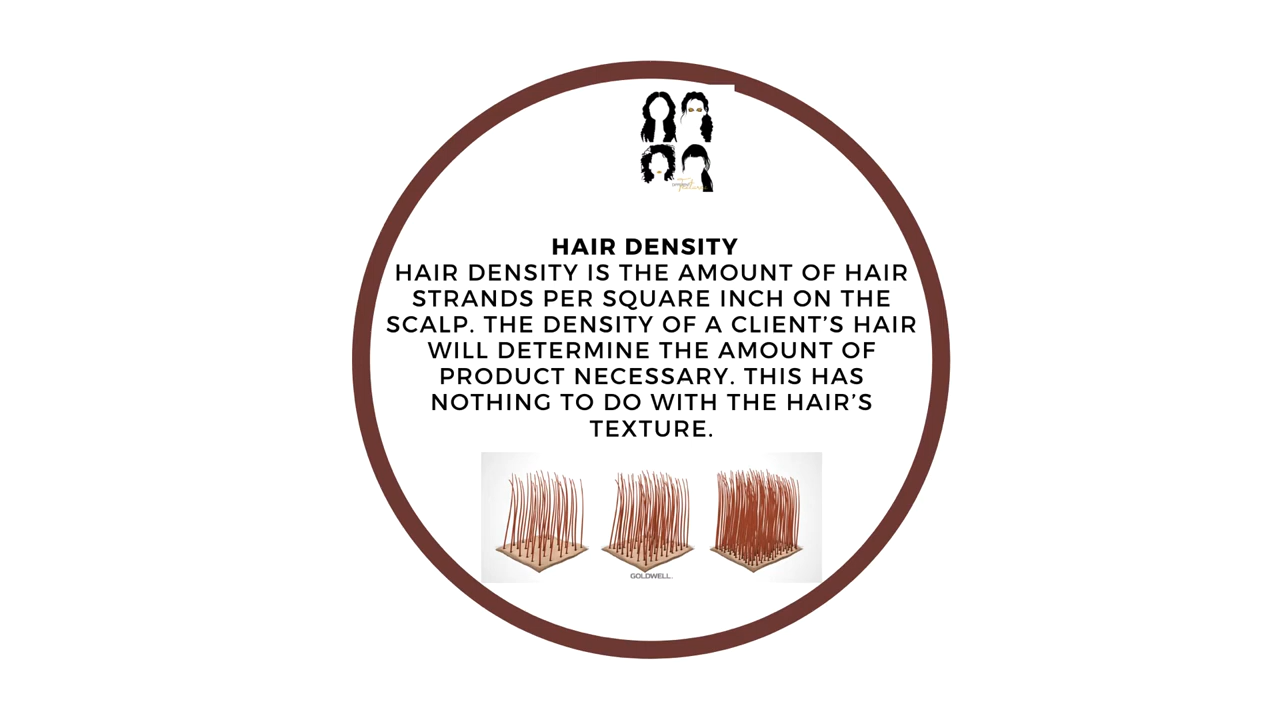 HAIR DENSITY
HAIR DENSITY IS THE AMOUNT OF HAIR
STRANDS PER SQUARE INCH ON THE
SCALP. THE DENSITY OF A CLIENT'S HAIR
WILL DETERMINE THE AMOUNT OF
PRODUCT NECESSARY. THIS HAS
NOTHING TO DO WITH THE HAIR'S
TEXTURE.
GOLDWELL.